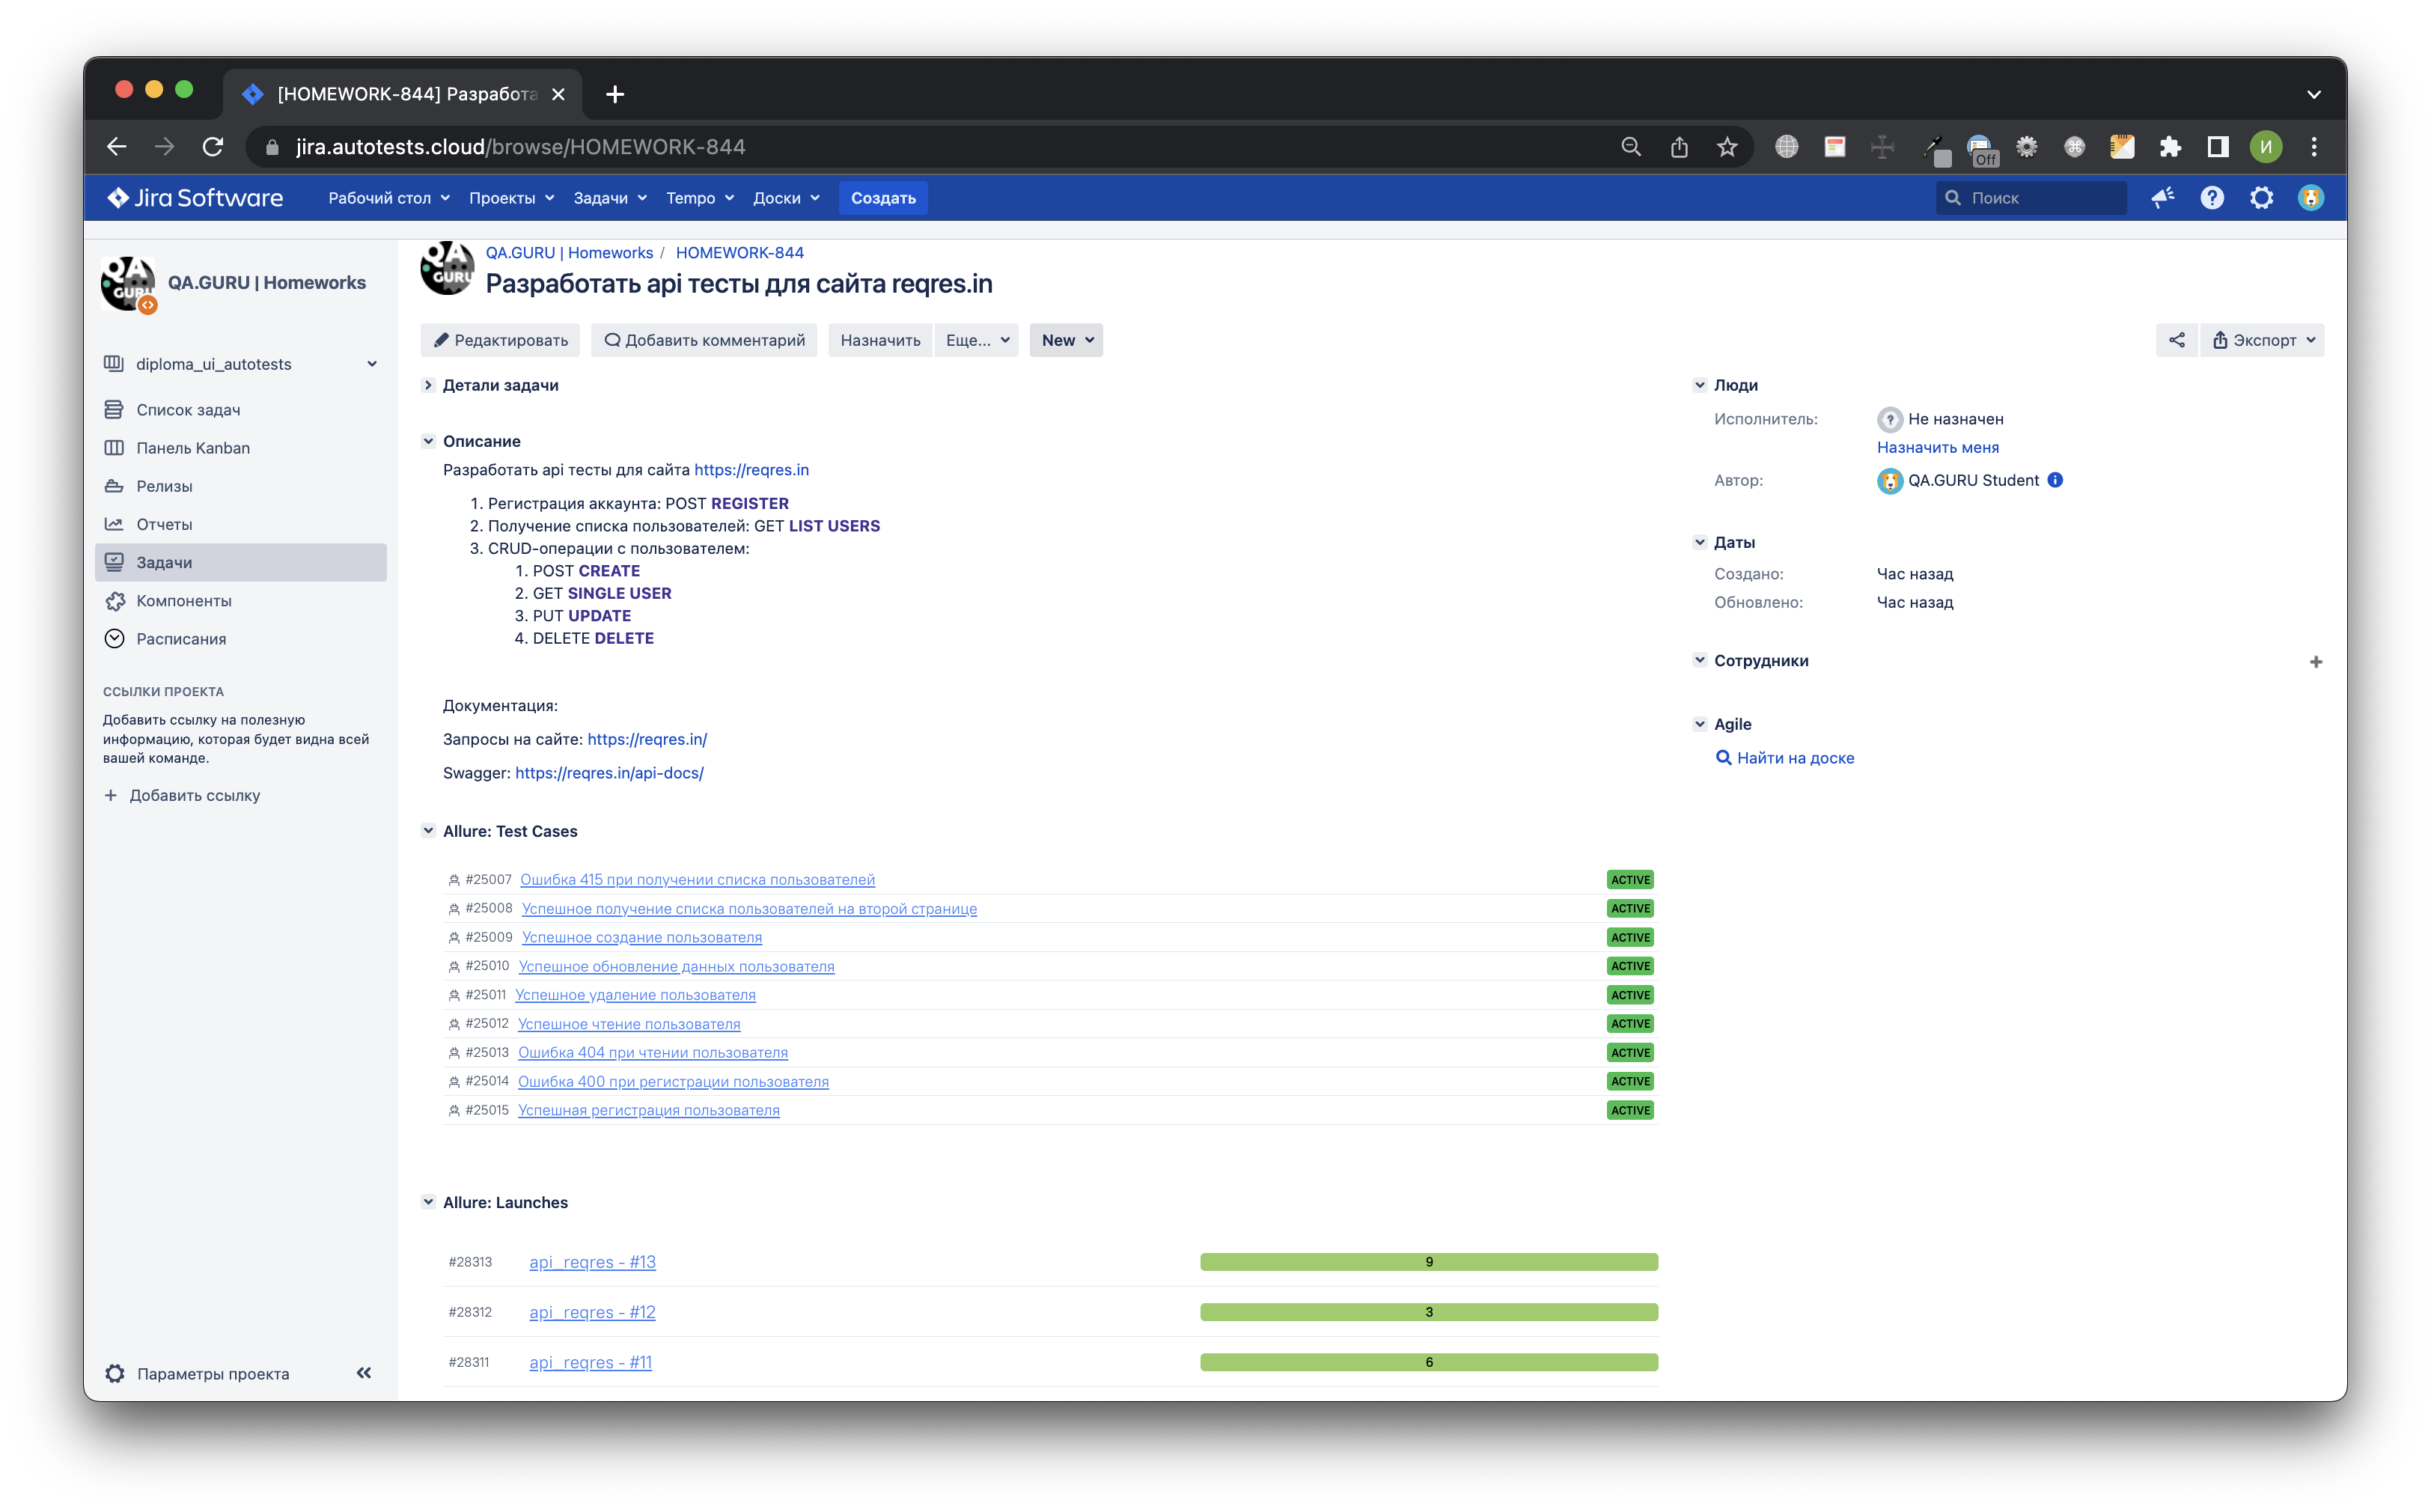 [HOMEWORK-844] Разработа
jira.autotests.cloud/browse/HOMEWORK-844
Off
И
Jira Software
Рабочий стол
Проекты
Задачи
Tempo
Доски
Создать
Поиск
QA GURU
QA.GURU | Homeworks
diploma_ui_autotests
Список задач
Панель Kanban
Релизы
Отчеты
Задачи
Компоненты
Расписания
ССЫЛКИ ПРОЕКТА
Добавить ссылку на полезную
информацию, которая будет видна всей
вашей команде.
+ Добавить ссылку
Параметры проекта
QA GURU
QA.GURU | Homeworks / HOMEWORK-844
Разработать api тесты для сайта reqres.in
Редактировать
Добавить комментарий
Назначить
Еще...
New
Экспорт
Детали задачи
Описание
Разработать api тесты для сайта https://reqres.in
1. Регистрация аккаунта: POST REGISTER
2. Получение списка пользователей: GET LIST USERS
3. CRUD-операции с пользователем:
1. POST CREATE
2. GET SINGLE USER
3. PUT UPDATE
4. DELETE DELETE
Документация:
Запросы на сайте: https://reqres.in/
Swagger: https://reqres.in/api-docs/
Allure: Test Cases
#25007 Ошибка 415 при получении списка пользователей ACTIVE
#25008 Успешное получение списка пользователей на второй странице ACTIVE
#25009 Успешное создание пользователя ACTIVE
#25010 Успешное обновление данных пользователя ACTIVE
#25011 Успешное удаление пользователя ACTIVE
#25012 Успешное чтение пользователя ACTIVE
#25013 Ошибка 404 при чтении пользователя ACTIVE
#25014 Ошибка 400 при регистрации пользователя ACTIVE
#25015 Успешная регистрация пользователя ACTIVE
Allure: Launches
#28313 api_reqres - #13 9
#28312 api_reqres - #12 3
#28311 api_reqres - #11 6
Люди
Исполнитель: Не назначен
Назначить меня
Автор: QA.GURU Student
Даты
Создано: Час назад
Обновлено: Час назад
Сотрудники
Agile
Найти на доске